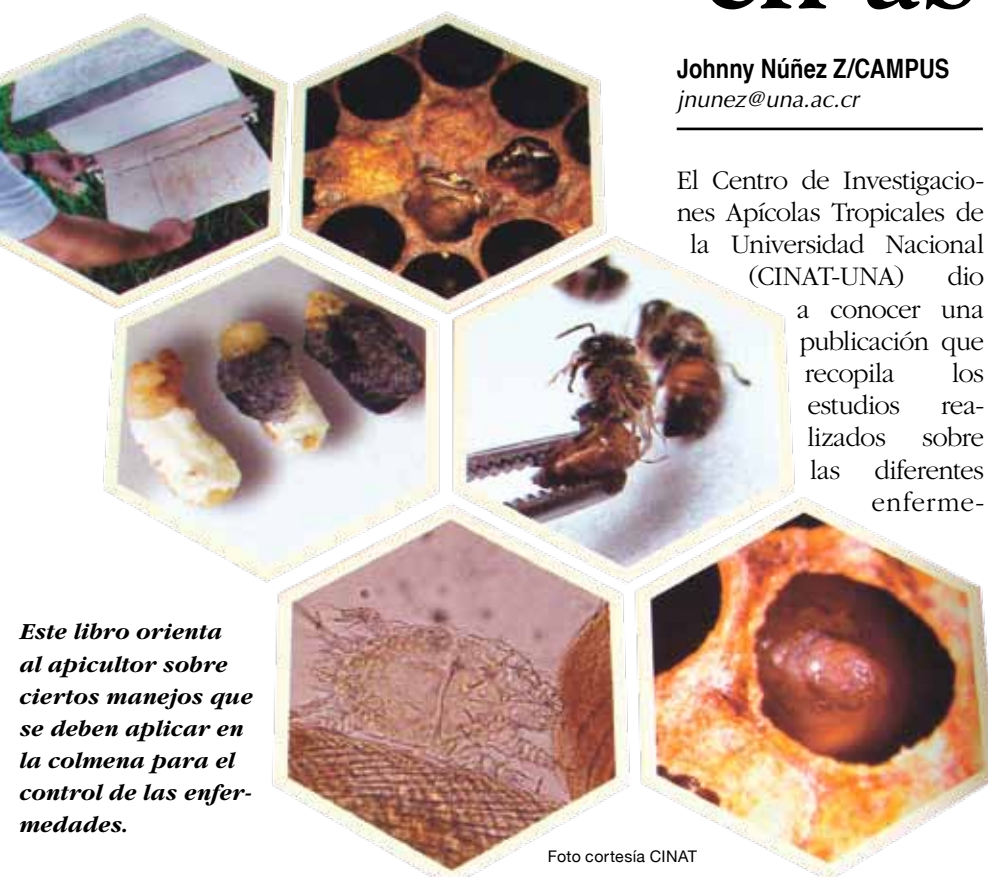 Johnny Núñez Z/CAMPUS
jnunez@una.ac.cr
El Centro de Investigacio-
nes Apícolas Tropicales de
la Universidad Nacional
(CINAT-UNA) dio
a conocer una
publicación que
recopila los
estudios rea-
lizados sobre
las diferentes
enferme-
Este libro orienta
al apicultor sobre
ciertos manejos que
se deben aplicar en
la colmena para el
control de las enfer-
medades.
Foto cortesía CINAT